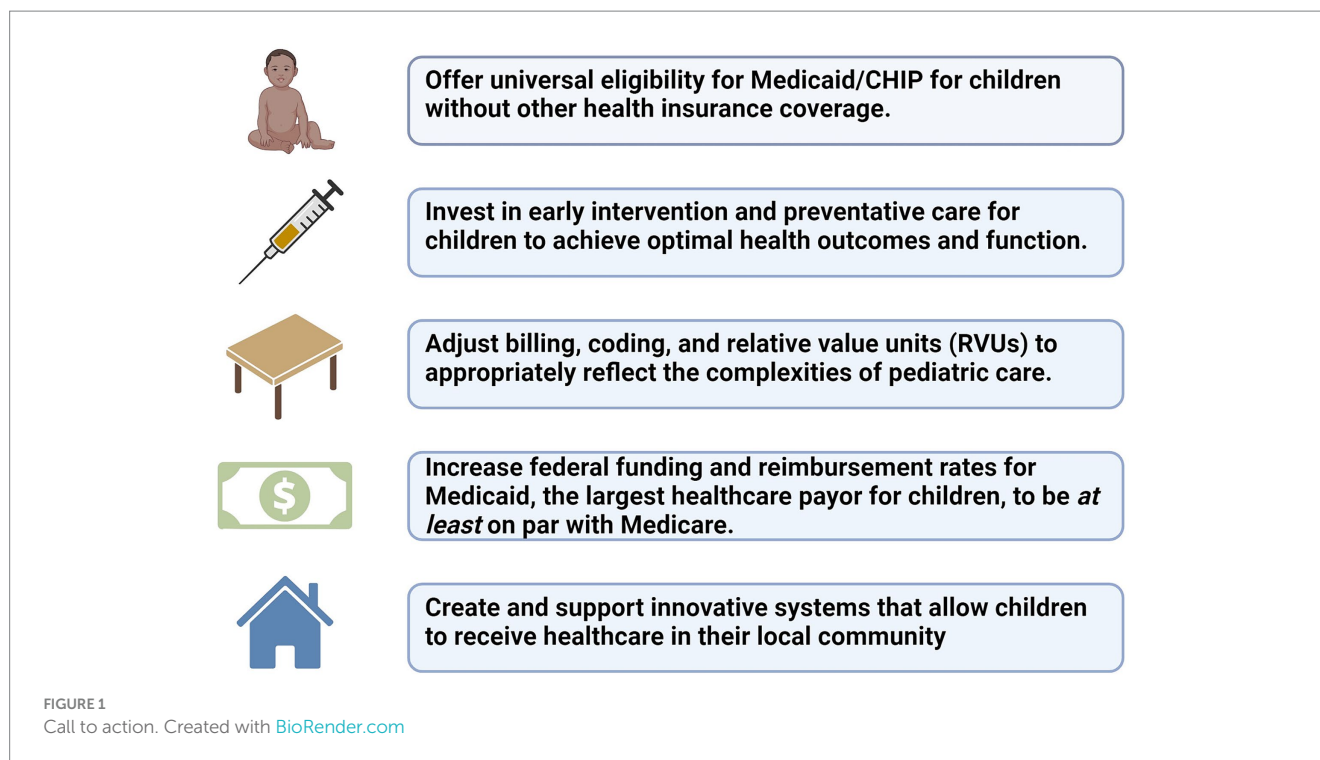 Offer universal eligibility for Medicaid/CHIP for children
without other health insurance coverage.
Invest in early intervention and preventative care for
children to achieve optimal health outcomes and function.
Adjust billing, coding, and relative value units (RVUs) to
appropriately reflect the complexities of pediatric care.
$
Increase federal funding and reimbursement rates for
Medicaid, the largest healthcare payor for children, to be at
least on par with Medicare.
Create and support innovative systems that allow children
to receive healthcare in their local community
FIGURE 1
Call to action. Created with BioRender.com